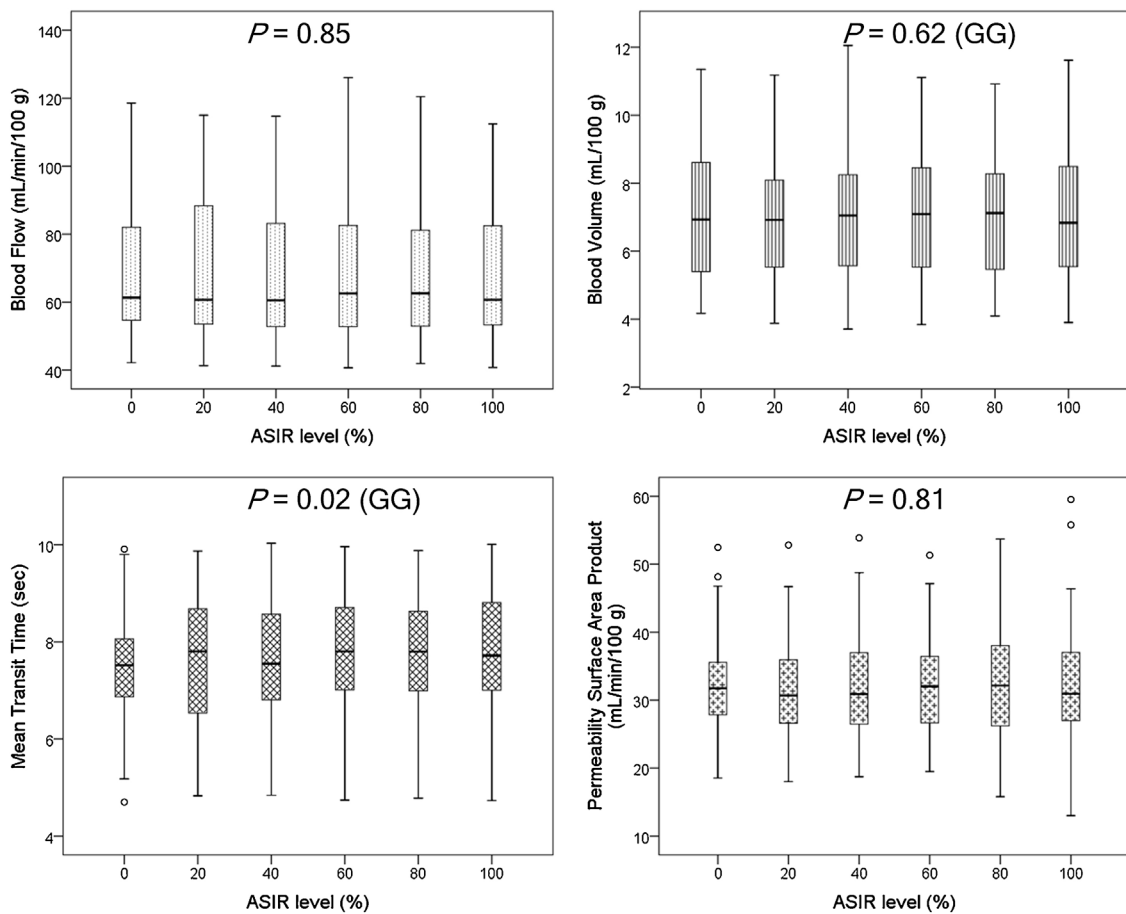 P = 0.85
Blood Flow (mL/min/100 g)
140
120
100
80
60
40
0 20 40 60 80 100
ASIR level (%)
P = 0.62 (GG)
Blood Volume (mL/100 g)
12
10
8
6
4
2
0 20 40 60 80 100
ASIR level (%)
P = 0.02 (GG)
Mean Transit Time (sec)
10
8
6
4
0 20 40 60 80 100
ASIR level (%)
P = 0.81
Permeability Surface Area Product
(mL/min/100 g)
60
50
40
30
20
10
0 20 40 60 80 100
ASIR level (%)